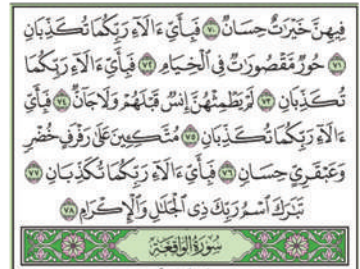 فِيهِنَّ خَيْرَٰتٌ حِسَانٌ ٧٠ فَبِأَيِّ ءَالَآءِ رَبِّكُمَا تُكَذِّبَانِ
٧١ حُورٌ مَّقْصُورَٰتٌ فِي ٱلْخِيَامِ ٧٢ فَبِأَيِّ ءَالَآءِ رَبِّكُمَا
تُكَذِّبَانِ ٧٣ لَمْ يَطْمِثْهُنَّ إِنسٌ قَبْلَهُمْ وَلَا جَآنٌّ ٧٤ فَبِأَيِّ
ءَالَآءِ رَبِّكُمَا تُكَذِّبَانِ ٧٥ مُتَّكِـِٔينَ عَلَىٰ رَفْرَفٍ خُضْرٍ
وَعَبْقَرِيٍّ حِسَانٍ ٧٦ فَبِأَيِّ ءَالَآءِ رَبِّكُمَا تُكَذِّبَانِ ٧٧
تَبَٰرَكَ ٱسْمُ رَبِّكَ ذِي ٱلْجَلَٰلِ وَٱلْإِكْرَامِ ٧٨
سُورَةُ الوَاقِعَةِ